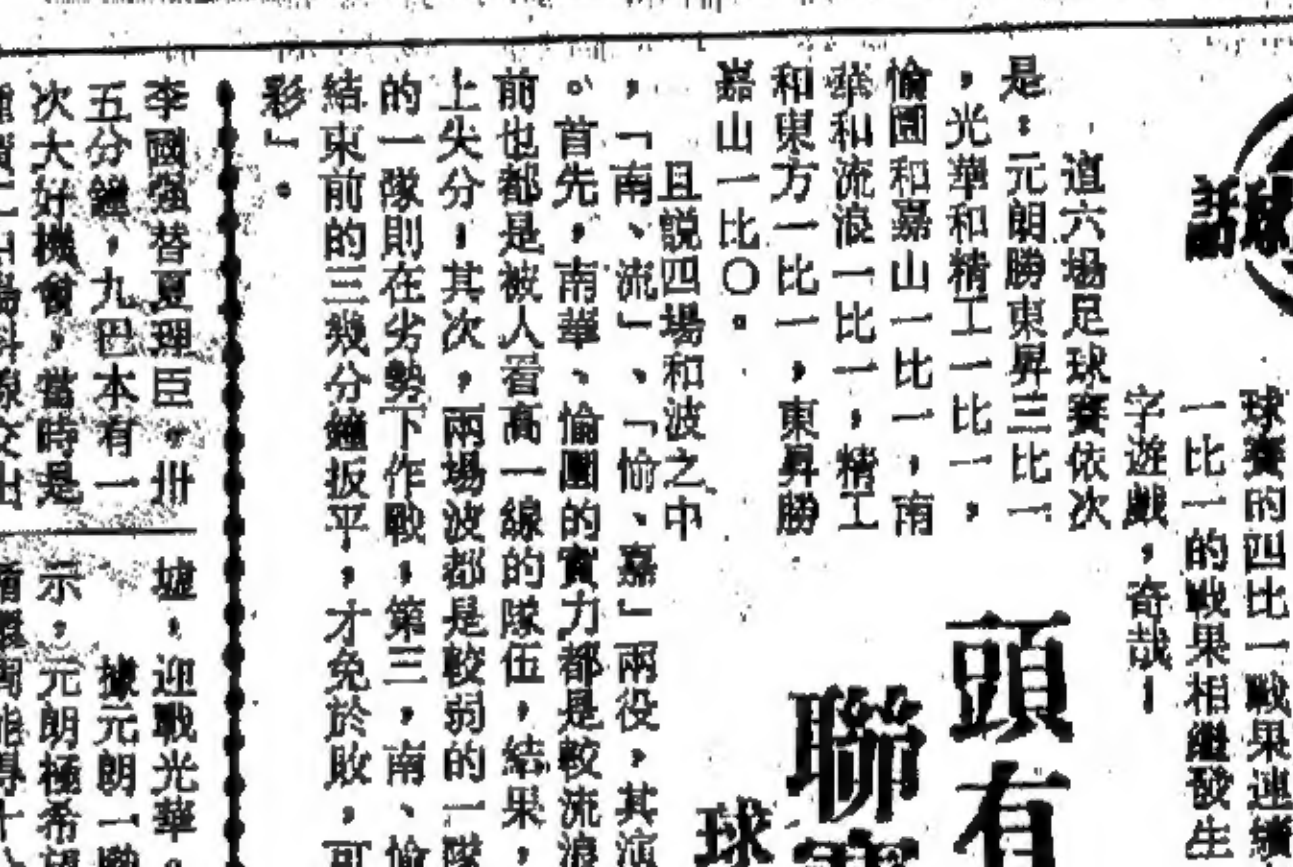 球話
球賽的四比一戰果連續
一比一的戰果相繼發生
字遊戲，奇哉！
頭有
聯賽
球
這六場足球賽依次
是：元朗勝東昇三比一
，光華和精工一比一，
愉園和嘉山一比一，南
華和流浪一比一，精工
和東方一比一，東昇勝
嘉山一比〇。
且說四場和波之中
，「南、流」、「愉、嘉」兩役，其演
。首先，南華、愉園的實力都是較流浪
前也都是被人看高一線的隊伍，結果，
上失分，其次，兩場波都是較弱的一隊
的一隊則在劣勢下作戰，第三，南、愉
結束前的三幾分鐘扳平，才免於敗，可
彩」。
李國強替夏理臣，卅
五分鐘，九巴本有一
次大好機會，當時是
墟，迎戰光華。
據元朗一
示，元朗極希望